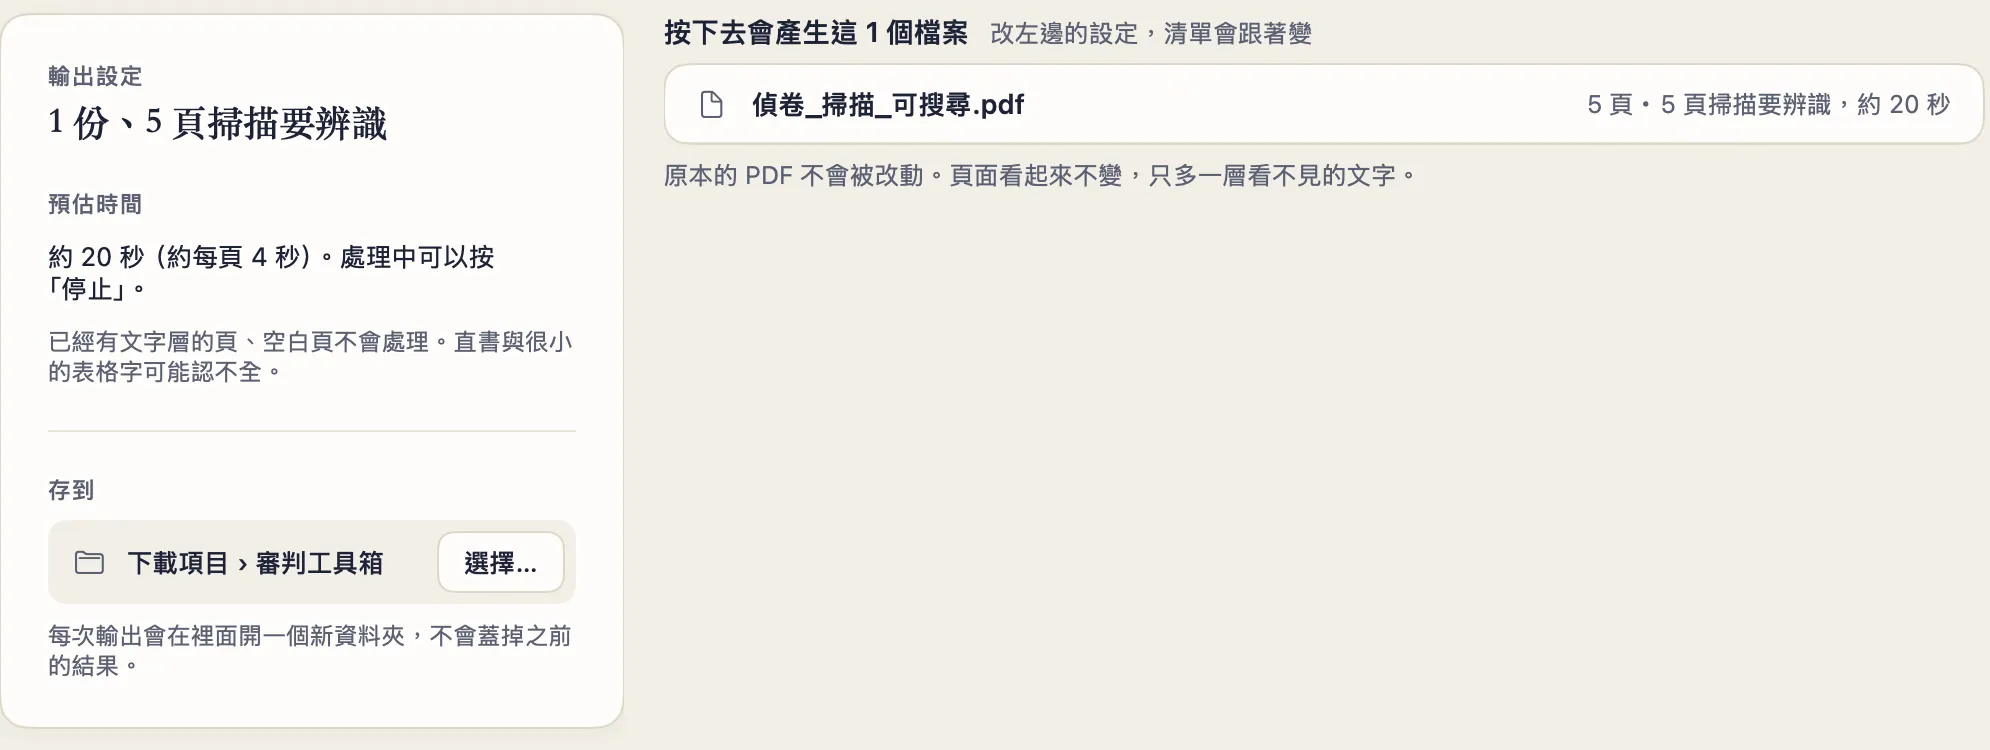 輸出設定
1 份、5 頁掃描要辨識
預估時間
約 20 秒（約每頁 4 秒）。處理中可以按
「停止」。
已經有文字層的頁、空白頁不會處理。直書與很小
的表格字可能認不全。
存到
下載項目 › 審判工具箱
選擇...
每次輸出會在裡面開一個新資料夾，不會蓋掉之前
的結果。
按下去會產生這 1 個檔案 改左邊的設定，清單會跟著變
偵卷_掃描_可搜尋.pdf 5 頁・5 頁掃描要辨識，約 20 秒
原本的 PDF 不會被改動。頁面看起來不變，只多一層看不見的文字。